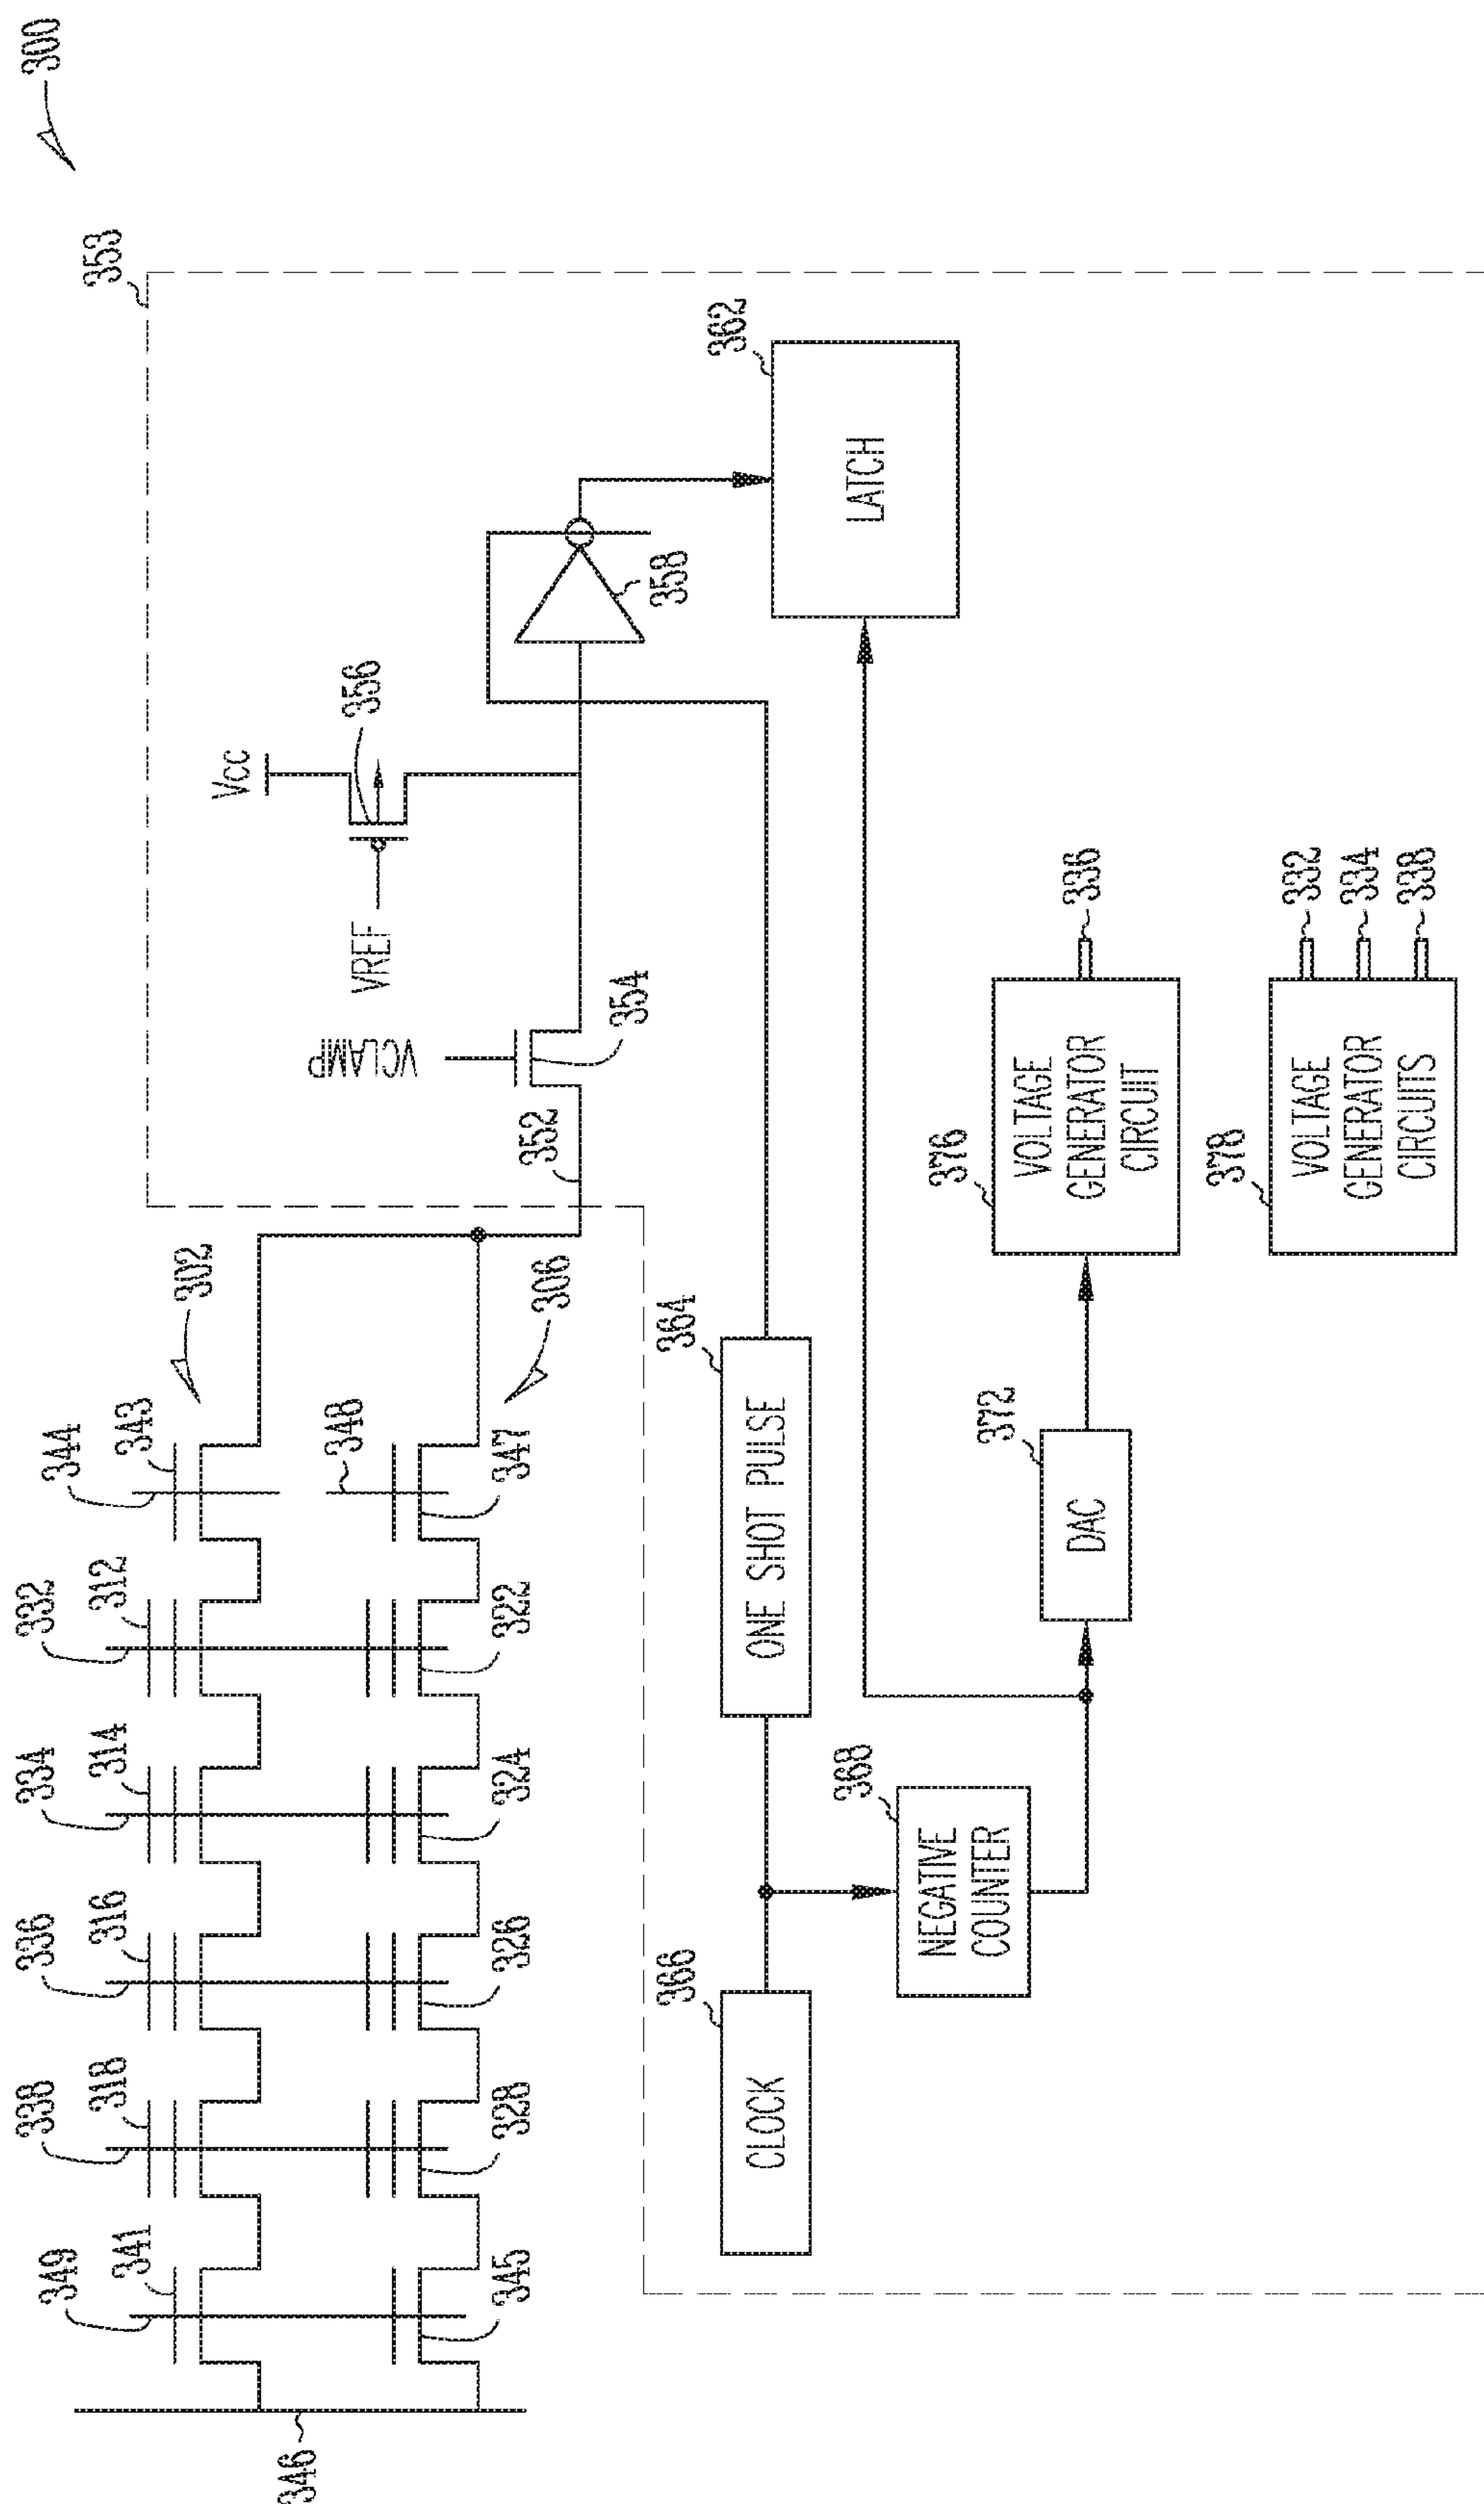 300
353
349
341
338
318
336
316
334
314
332
312
344
343
302
346
345
328
326
324
322
347
348
306
352
VCLAMP
354
VREF
Vcc
356
358
362
LATCH
366
CLOCK
364
ONE SHOT PULSE
368
NEGATIVE
COUNTER
372
DAC
376
VOLTAGE
GENERATOR
CIRCUIT
336
378
VOLTAGE
GENERATOR
CIRCUITS
332
334
338